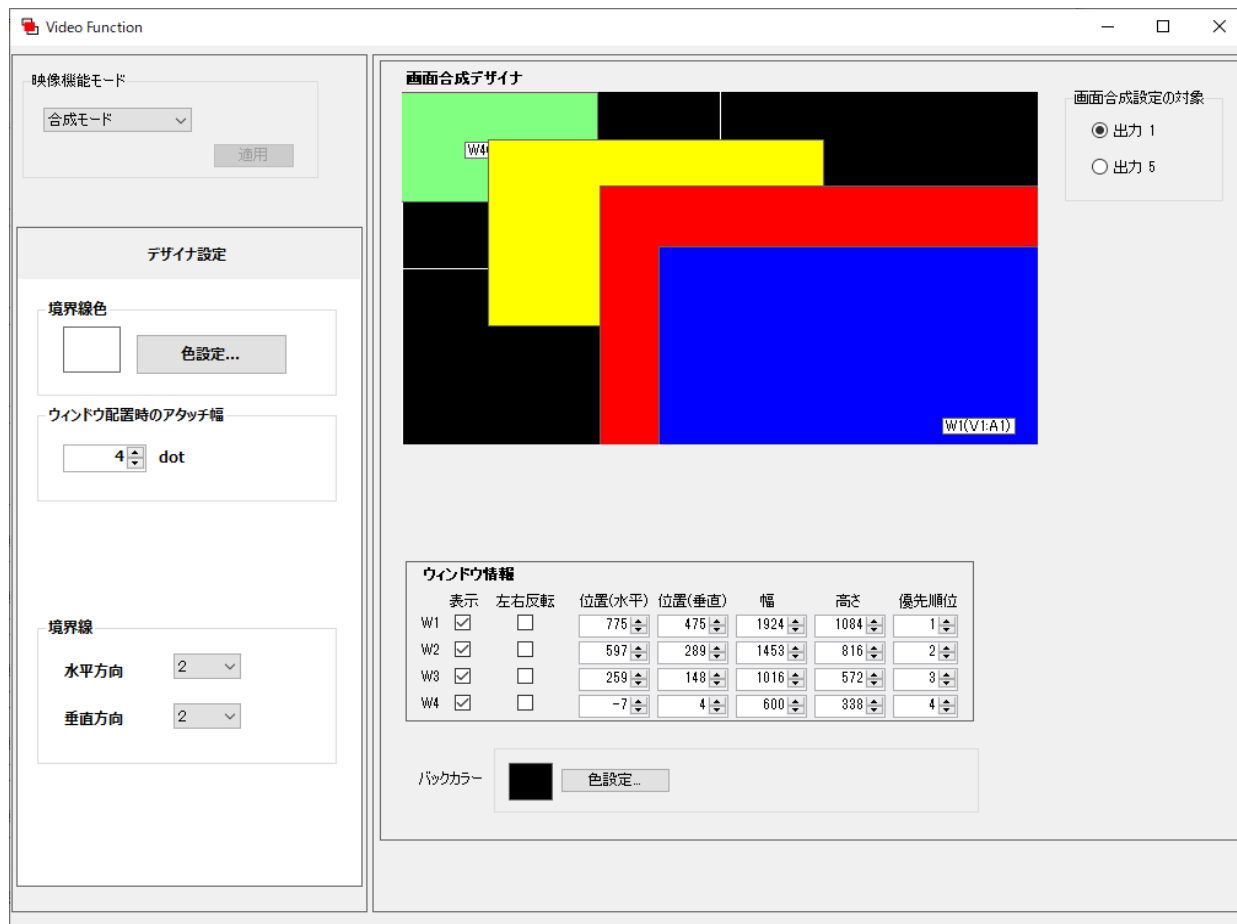 Video Function
映像機能モード
合成モード
適用
デザイナ設定
境界線色
色設定...
ウィンドウ配置時のアタッチ幅
4 dot
境界線
水平方向 2
垂直方向 2
画面合成デザイナ
W4(
W1(V1:A1)
画面合成設定の対象
出力 1
出力 5
ウィンドウ情報
表示 左右反転 位置(水平) 位置(垂直) 幅 高さ 優先順位
W1 775 475 1924 1084 1
W2 597 289 1453 816 2
W3 259 148 1016 572 3
W4 -7 4 600 338 4
バックカラー 色設定...